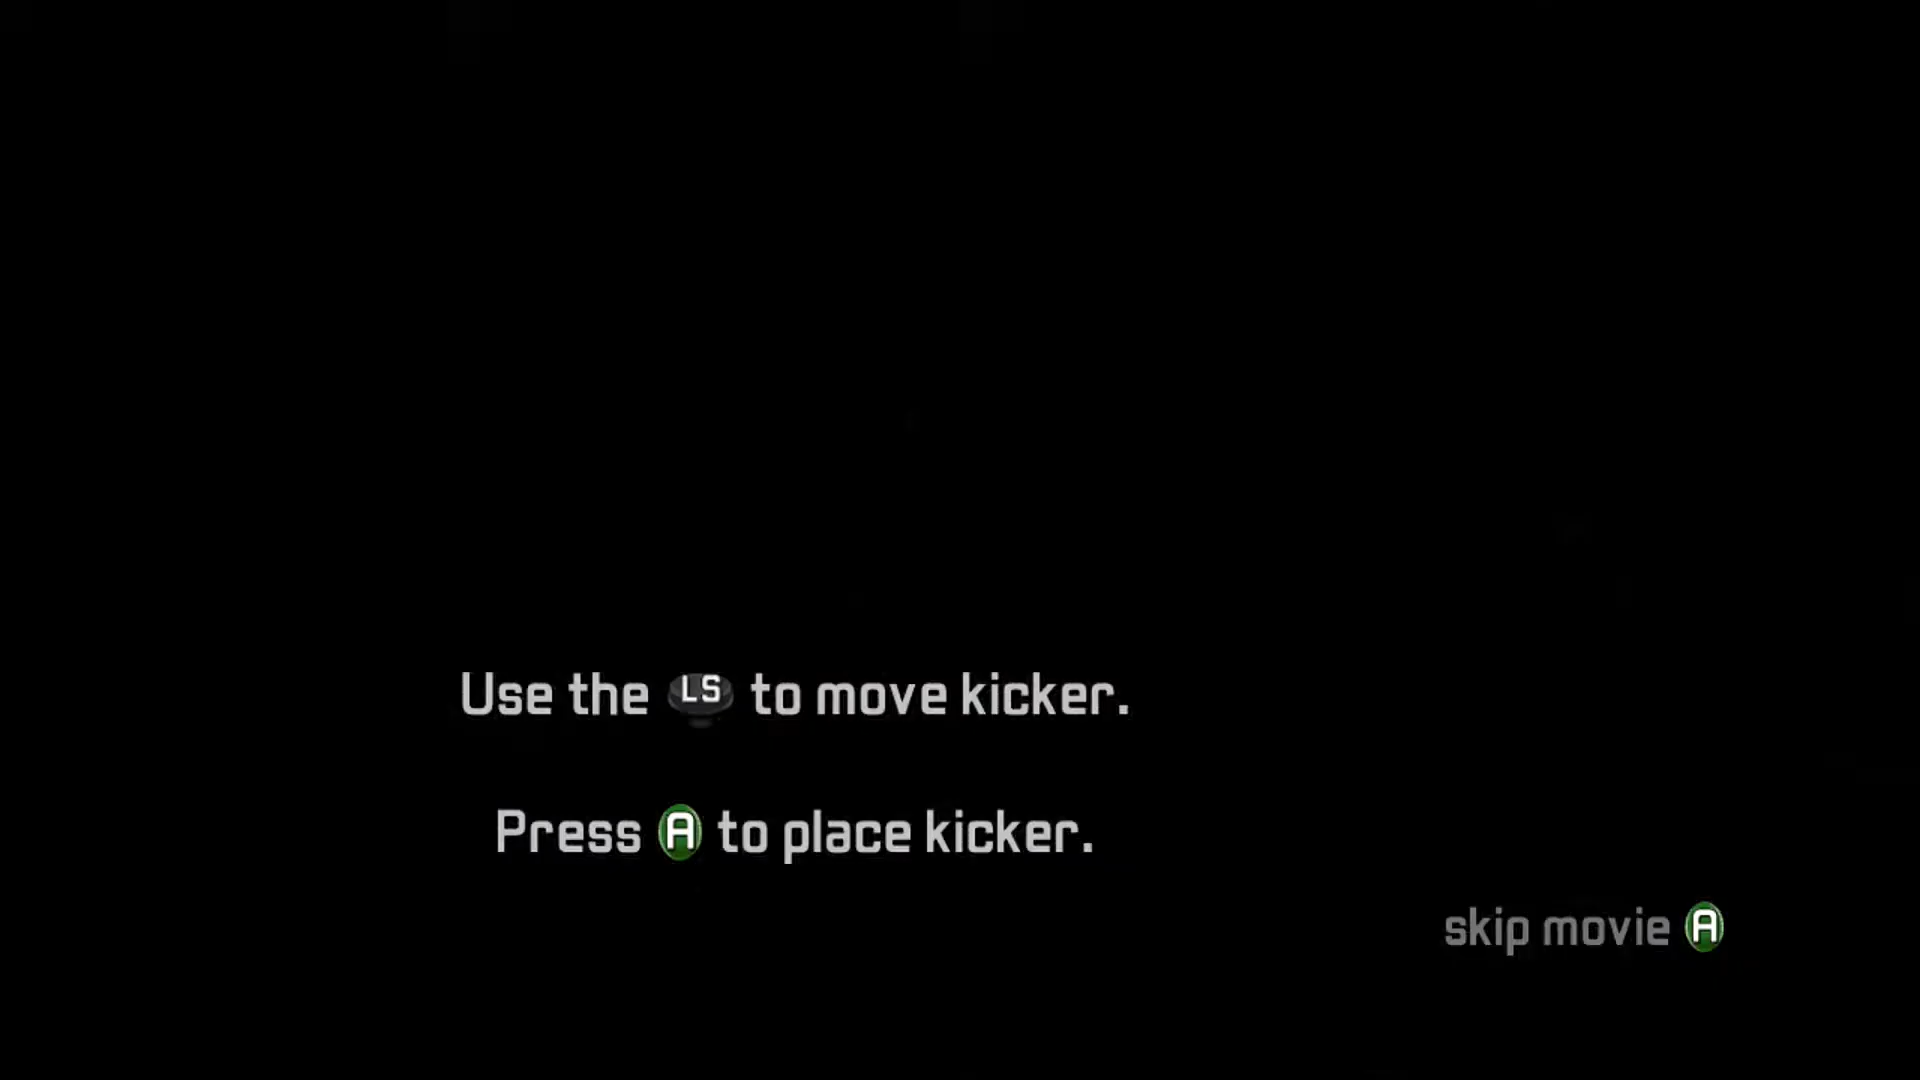 Use the LS to move kicker.
Press A to place kicker.
skip movie A